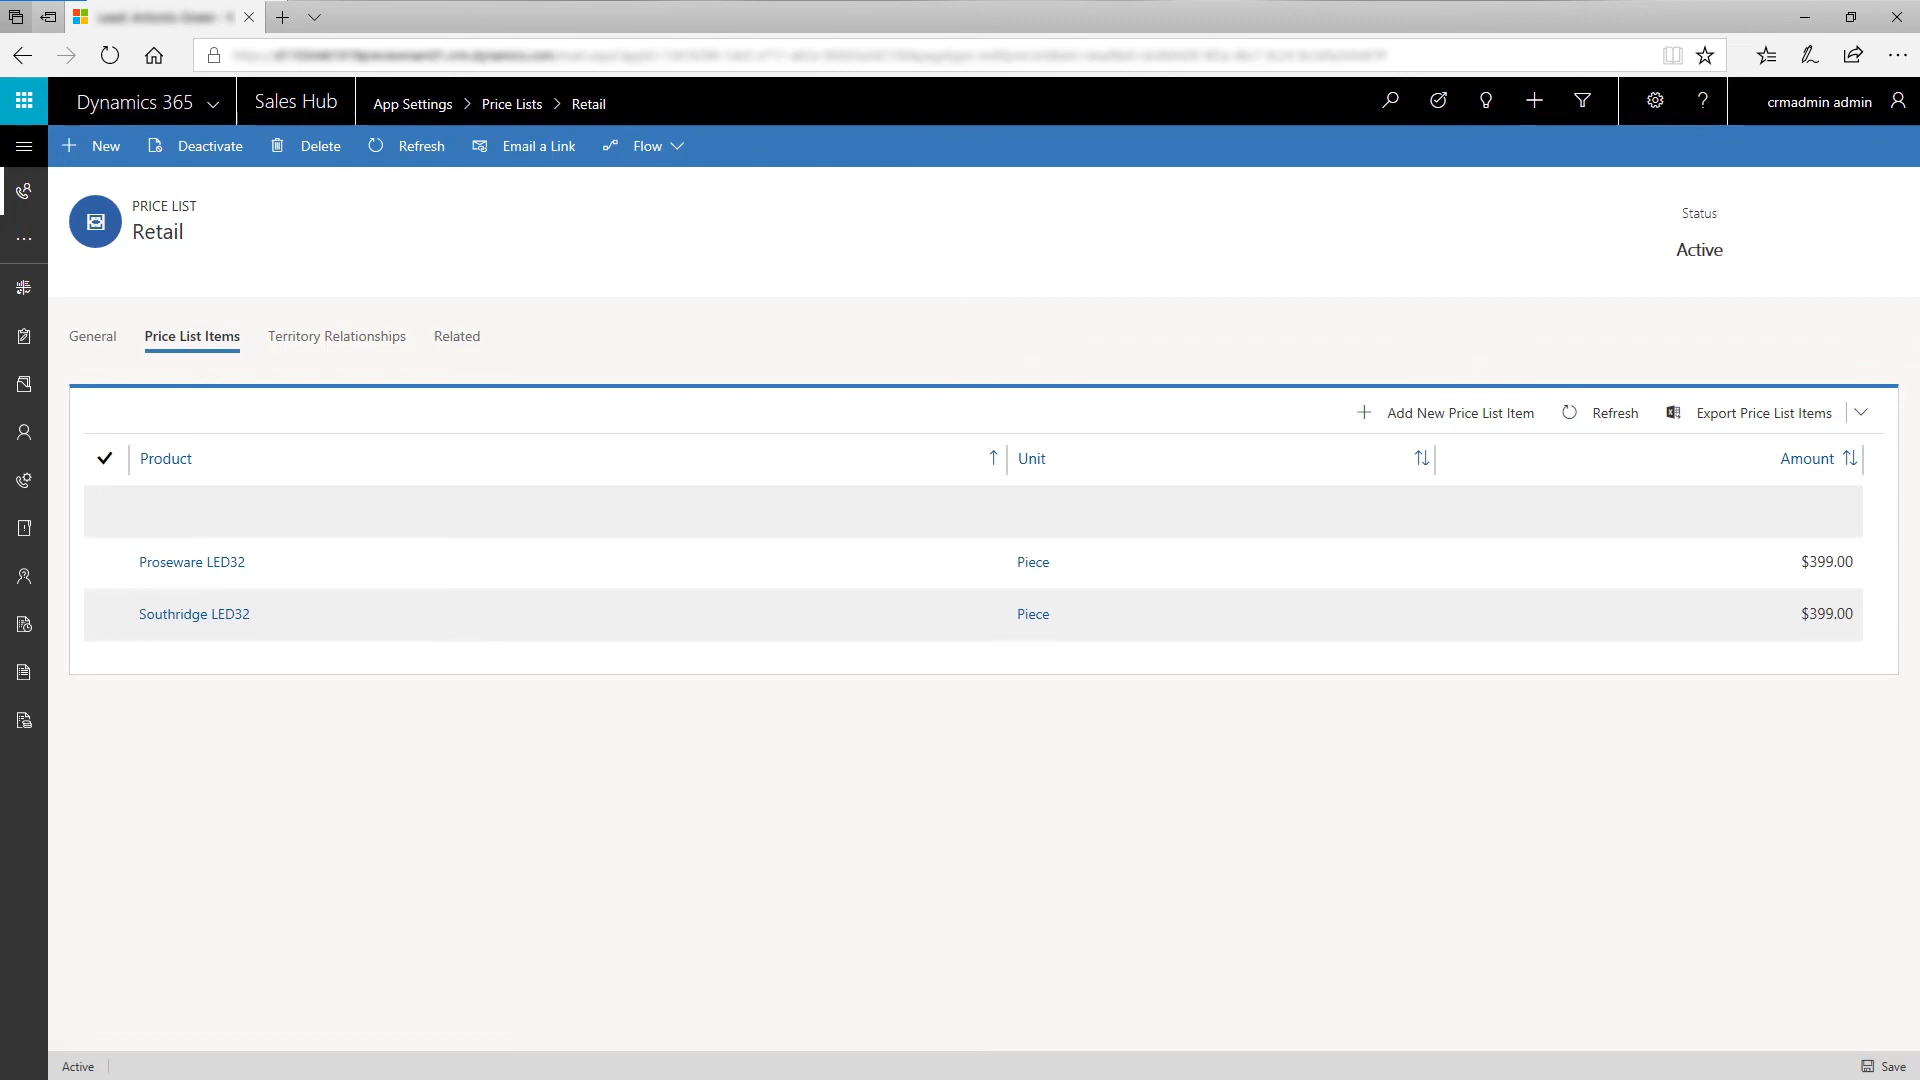 Dynamics 365
Sales Hub
App Settings > Price Lists > Retail
? crmadmin admin
New Deactivate Delete Refresh Email a Link Flow
PRICE LIST
Retail
Status
Active
General Price List Items Territory Relationships Related
Add New Price List Item Refresh Export Price List Items
Product Unit Amount
Proseware LED32 Piece $399.00
Southridge LED32 Piece $399.00
Active Save